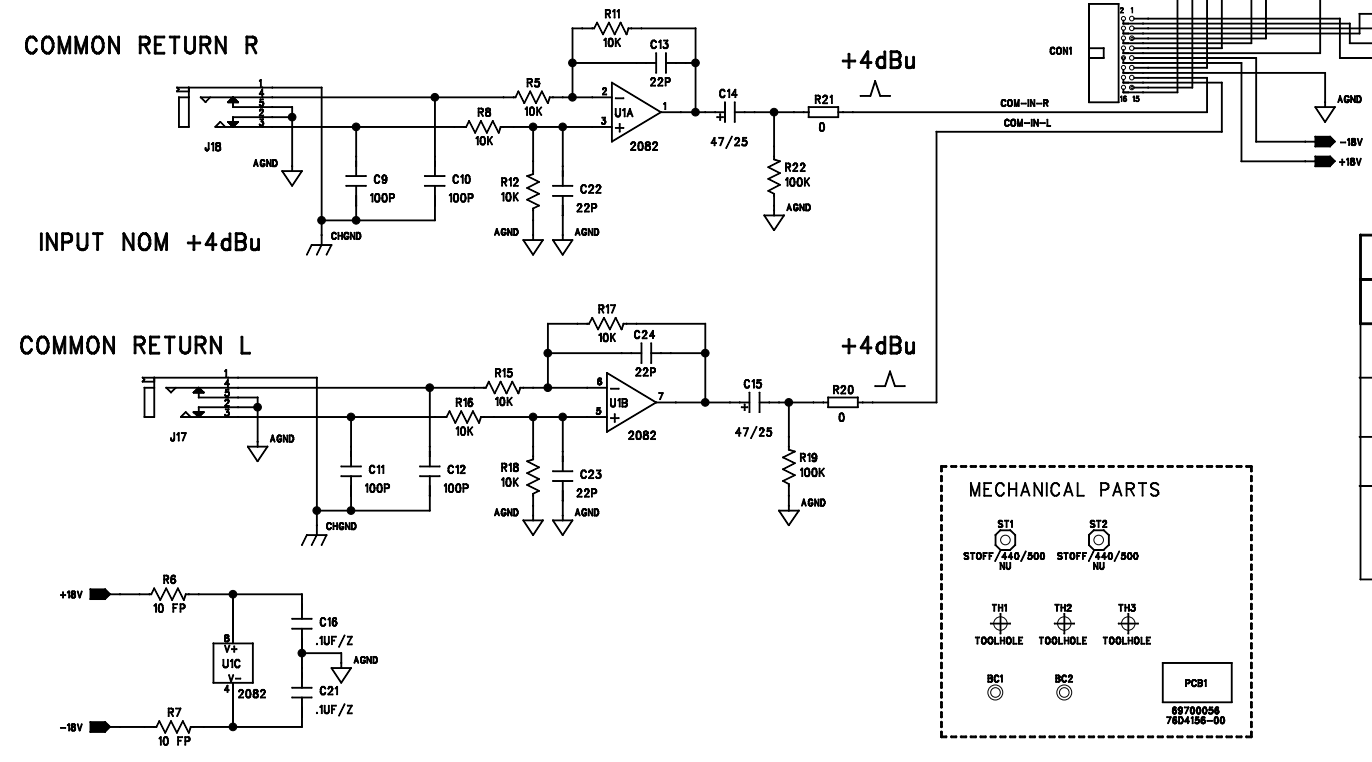 COMMON RETURN R
R11
10K
C13
22P
+4dBu
CON1
2 1
16 15
1
4
5
2
3
R5
10K
2
U1A
1
3
2082
C14
+
47/25
R21
0
COM-IN-R
COM-IN-L
AGND
-18V
+18V
J18
AGND
R8
10K
C9
100P
C10
100P
R12
10K
C22
22P
R22
100K
AGND
AGND
AGND
CHGND
INPUT NOM +4dBu
COMMON RETURN L
R17
10K
C24
22P
+4dBu
1
4
5
2
3
R15
10K
6
U1B
7
5
2082
C15
+
47/25
R20
0
J17
AGND
R16
10K
C11
100P
C12
100P
R18
10K
C23
22P
R19
100K
AGND
AGND
AGND
CHGND
MECHANICAL PARTS
ST1
STOFF/440/500
NU
ST2
STOFF/440/500
NU
TH1
TOOLHOLE
TH2
TOOLHOLE
TH3
TOOLHOLE
BC1
BC2
PCB1
69700056
76D4156-00
+18V
R6
10 FP
8
V+
U1C
V-
4
2082
C16
.1UF/Z
AGND
C21
.1UF/Z
-18V
R7
10 FP